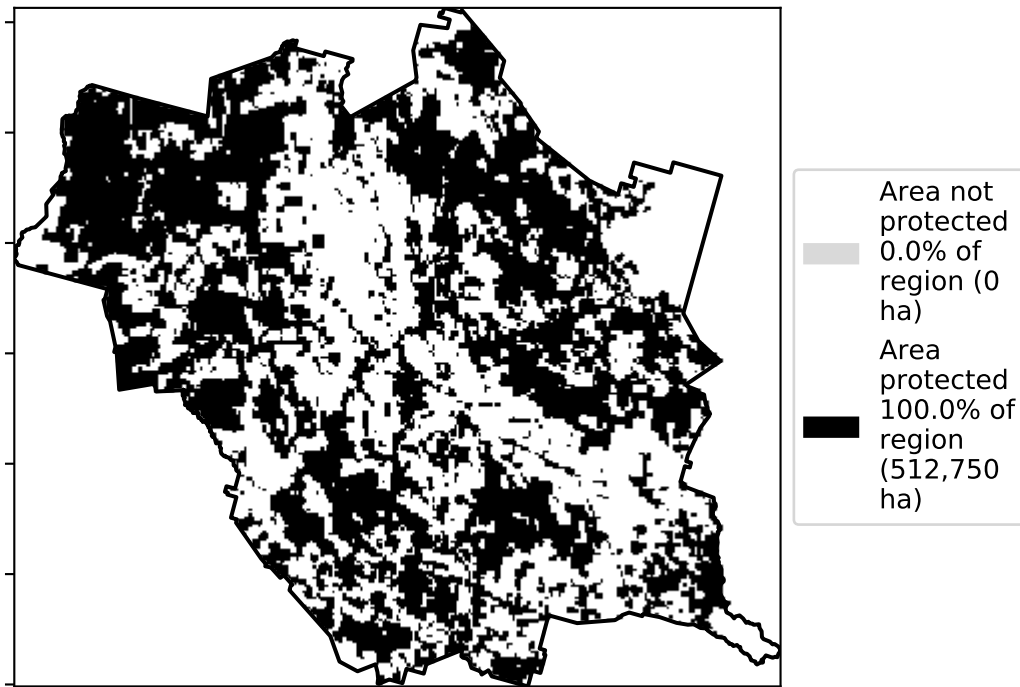 Area not
protected
0.0% of
region (0
ha)
Area
protected
100.0% of
region
(512,750
ha)